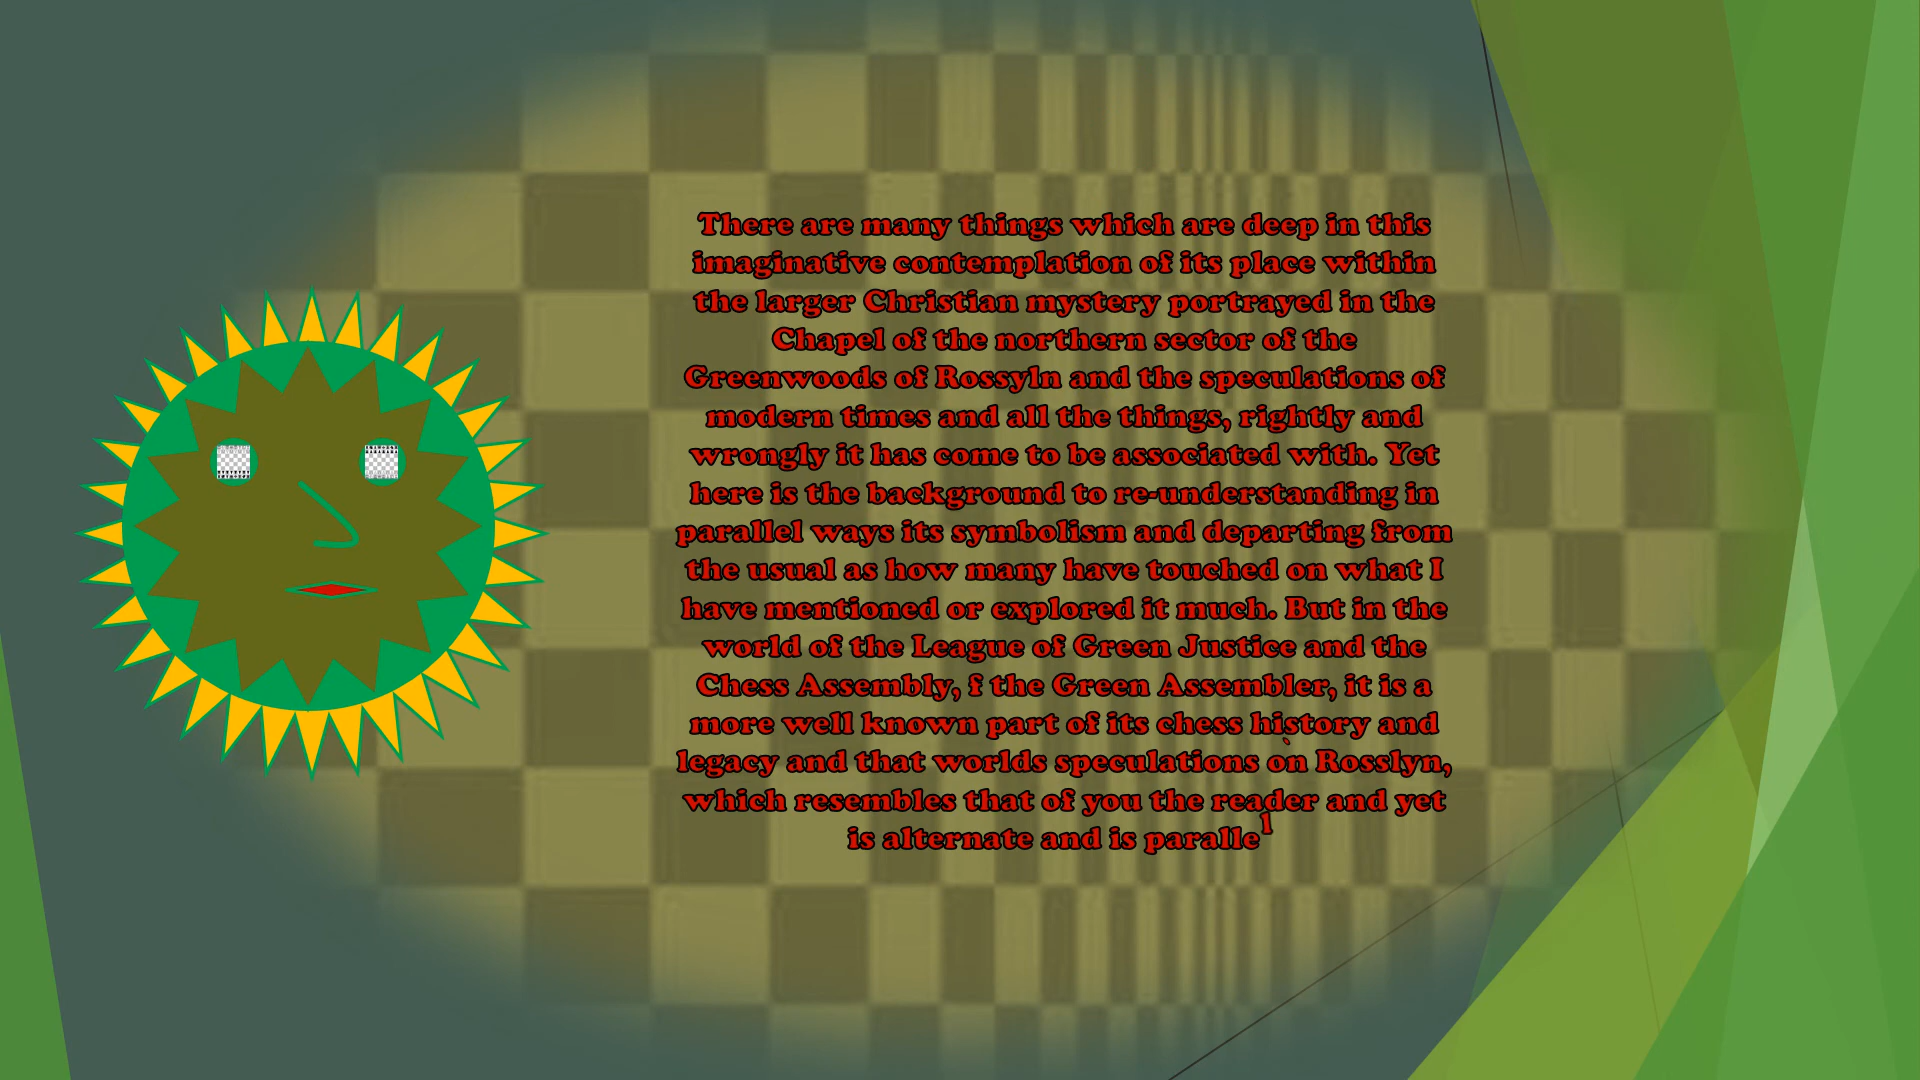 There are many things which are deep in this
imaginative contemplation of its place within
the larger Christian mystery portrayed in the
Chapel of the northern sector of the
Greenwoods of Rossyln and the speculations of
modern times and all the things, rightly and
wrongly it has come to be associated with. Yet
here is the background to re-understanding in
parallel ways its symbolism and departing from
the usual as how many have touched on what I
have mentioned or explored it much. But in the
world of the League of Green Justice and the
Chess Assembly, f the Green Assembler, it is a
more well known part of its chess history and
legacy and that worlds speculations òn Rosslyn,
which resembles that of you the reader and yet
is alternate and is parallel